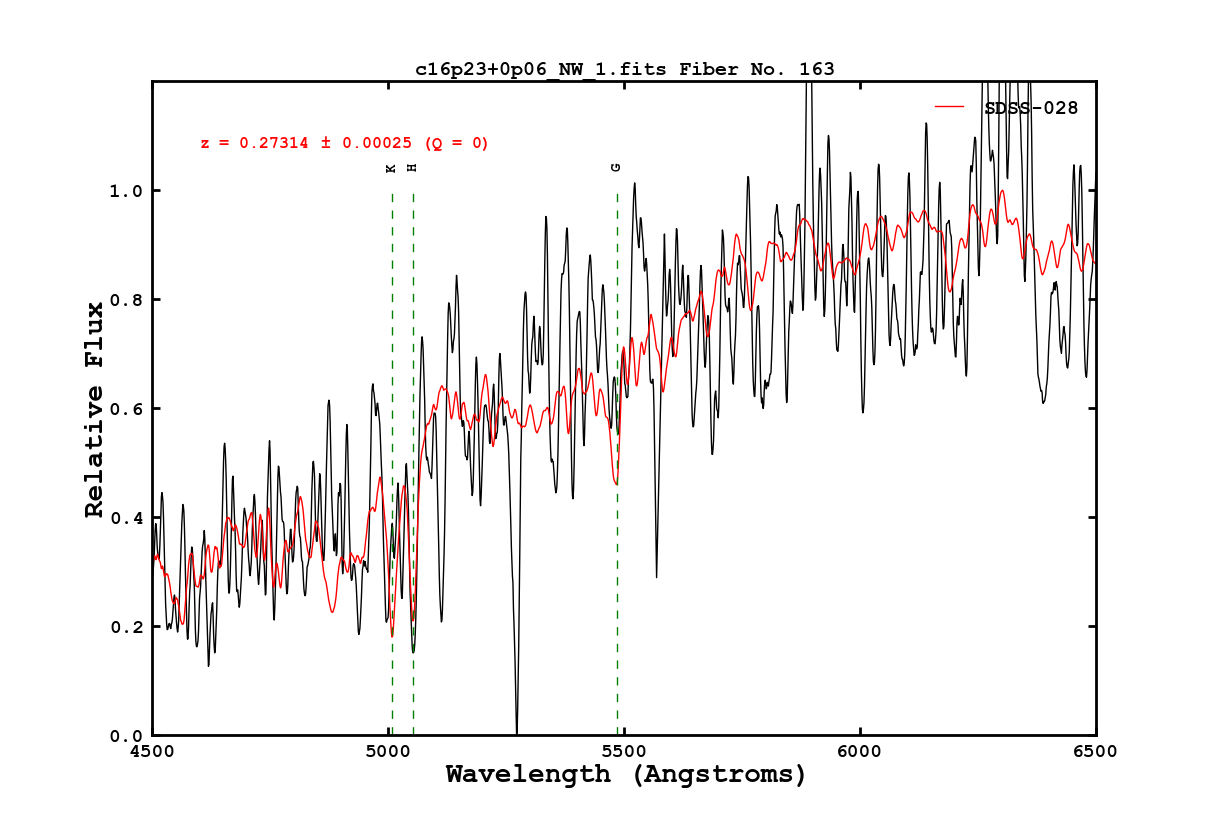 c16p23+0p06_NW_1.fits Fiber No. 163
SDSS-028
z = 0.27314 ± 0.00025 (Q = 0)
K
H
G
1.0
0.8
0.6
0.4
0.2
0.0
Relative Flux
4500
5000
5500
6000
6500
Wavelength (Angstroms)